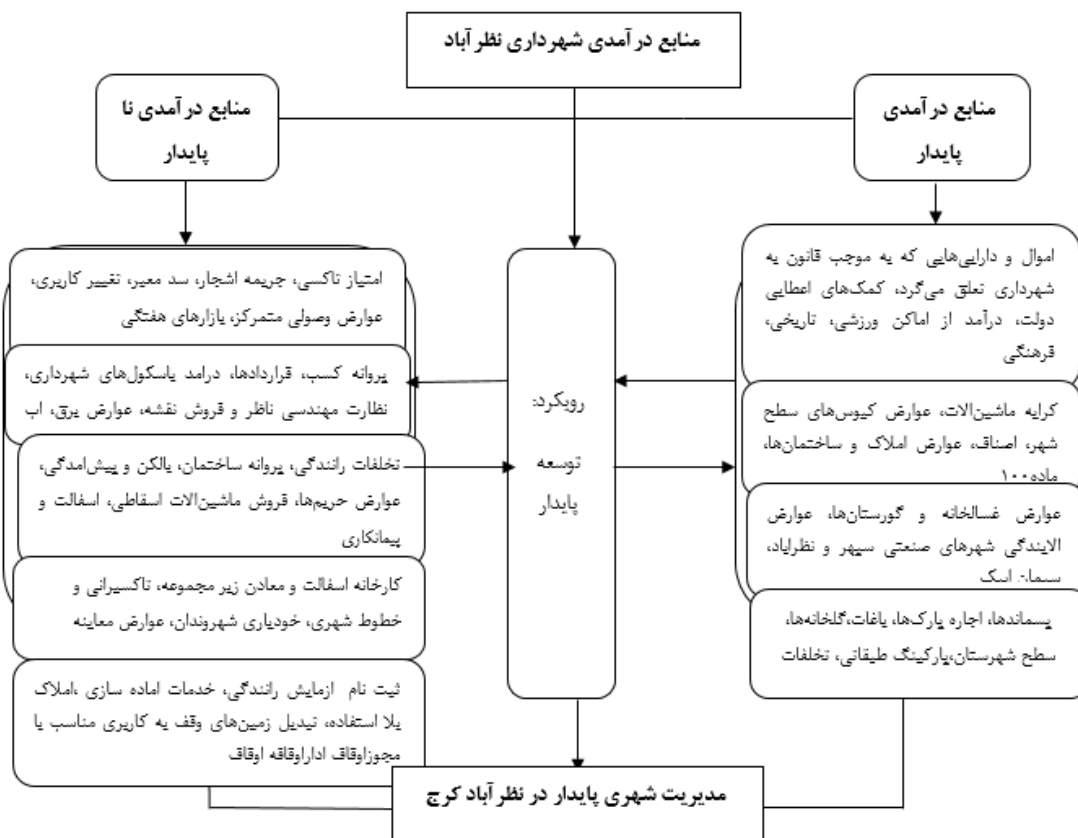 منابع درآمدی شهرداری نظرآباد
منابع درآمدی
پایدار
منابع درآمدی نا
پایدار
اموال و دارایی‌هایی که به موجب قانون به
شهرداری تعلق می‌گرد، کمک‌های اعطایی
دولت، درآمد از اماکن ورزشی، تاریخی،
فرهنگی
کرایه ماشین‌الات، عوارض کیوس‌های سطح
شهر، اصناف، عوارض املاک و ساختمان‌ها،
ماده۱۰۰
عوارض غسالخانه و گورستان‌ها، عوارض
الایندگی شهرهای صنعتی سپهر و نظراباد،
سیمان ابیک
پسماندها، اجاره پارک‌ها، باغات،گلخانه‌ها،
سطح شهرستان،پارکینگ طبقاتی، تخلفات
رویکرد:
توسعه
پایدار
امتیاز تاکسی، جریمه اشجار، سد معبر، تغییر کاربری،
عوارض وصولی متمرکز، بازارهای هفتگی
پروانه کسب، قراردادها، درامد باسکول‌های شهرداری،
نظارت مهندسی ناظر و فروش نقشه، عوارض برق، اب
تخلفات رانندگی، پروانه ساختمان، بالکن و پیش‌امدگی،
عوارض حریم‌ها، فروش ماشین‌الات اسقاطی، اسفالت و
پیمانکاری
کارخانه اسفالت و معادن زیر مجموعه، تاکسیرانی و
خطوط شهری، خودیاری شهروندان، عوارض معاینه
ثبت نام ازمایش رانندگی، خدمات اماده سازی ،املاک
بلا استفاده، تبدیل زمین‌های وقف به کاربری مناسب با
مجوزاوقاف اداراوقافه اوقاف
مدیریت شهری پایدار در نظرآباد کرج